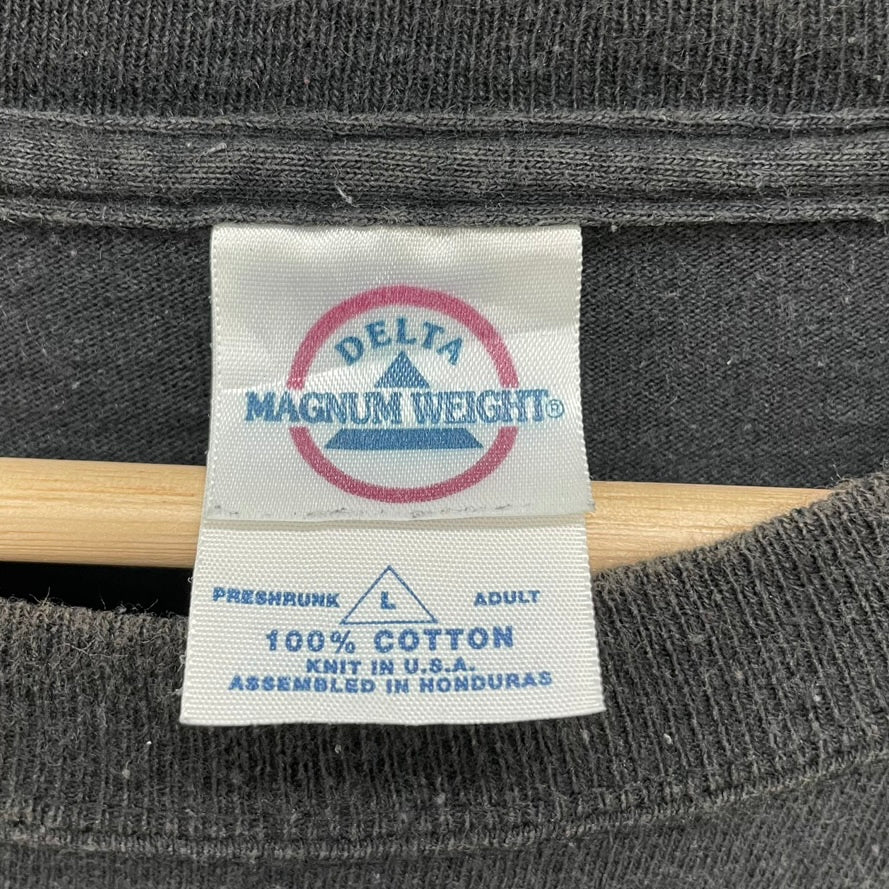 DELTA
MAGNUM WEIGHT®
PRESHRUNK L ADULT
100% COTTON
KNIT IN U.S.A.
ASSEMBLED IN HONDURAS